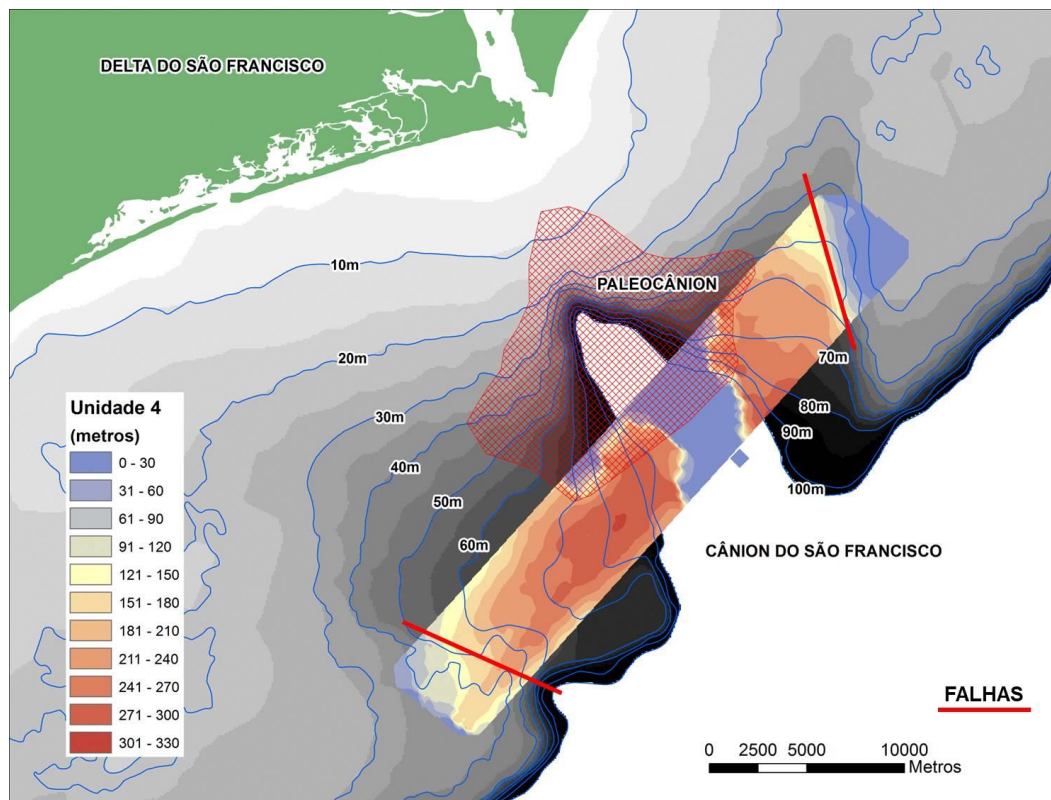 DELTA DO SÃO FRANCISCO
10m
PALEOCÂNION
20m
30m
40m
50m
60m
70m
80m
90m
100m
CÂNION DO SÃO FRANCISCO
Unidade 4
(metros)
0 - 30
31 - 60
61 - 90
91 - 120
121 - 150
151 - 180
181 - 210
211 - 240
241 - 270
271 - 300
301 - 330
FALHAS
0 2500 5000 10000
Metros